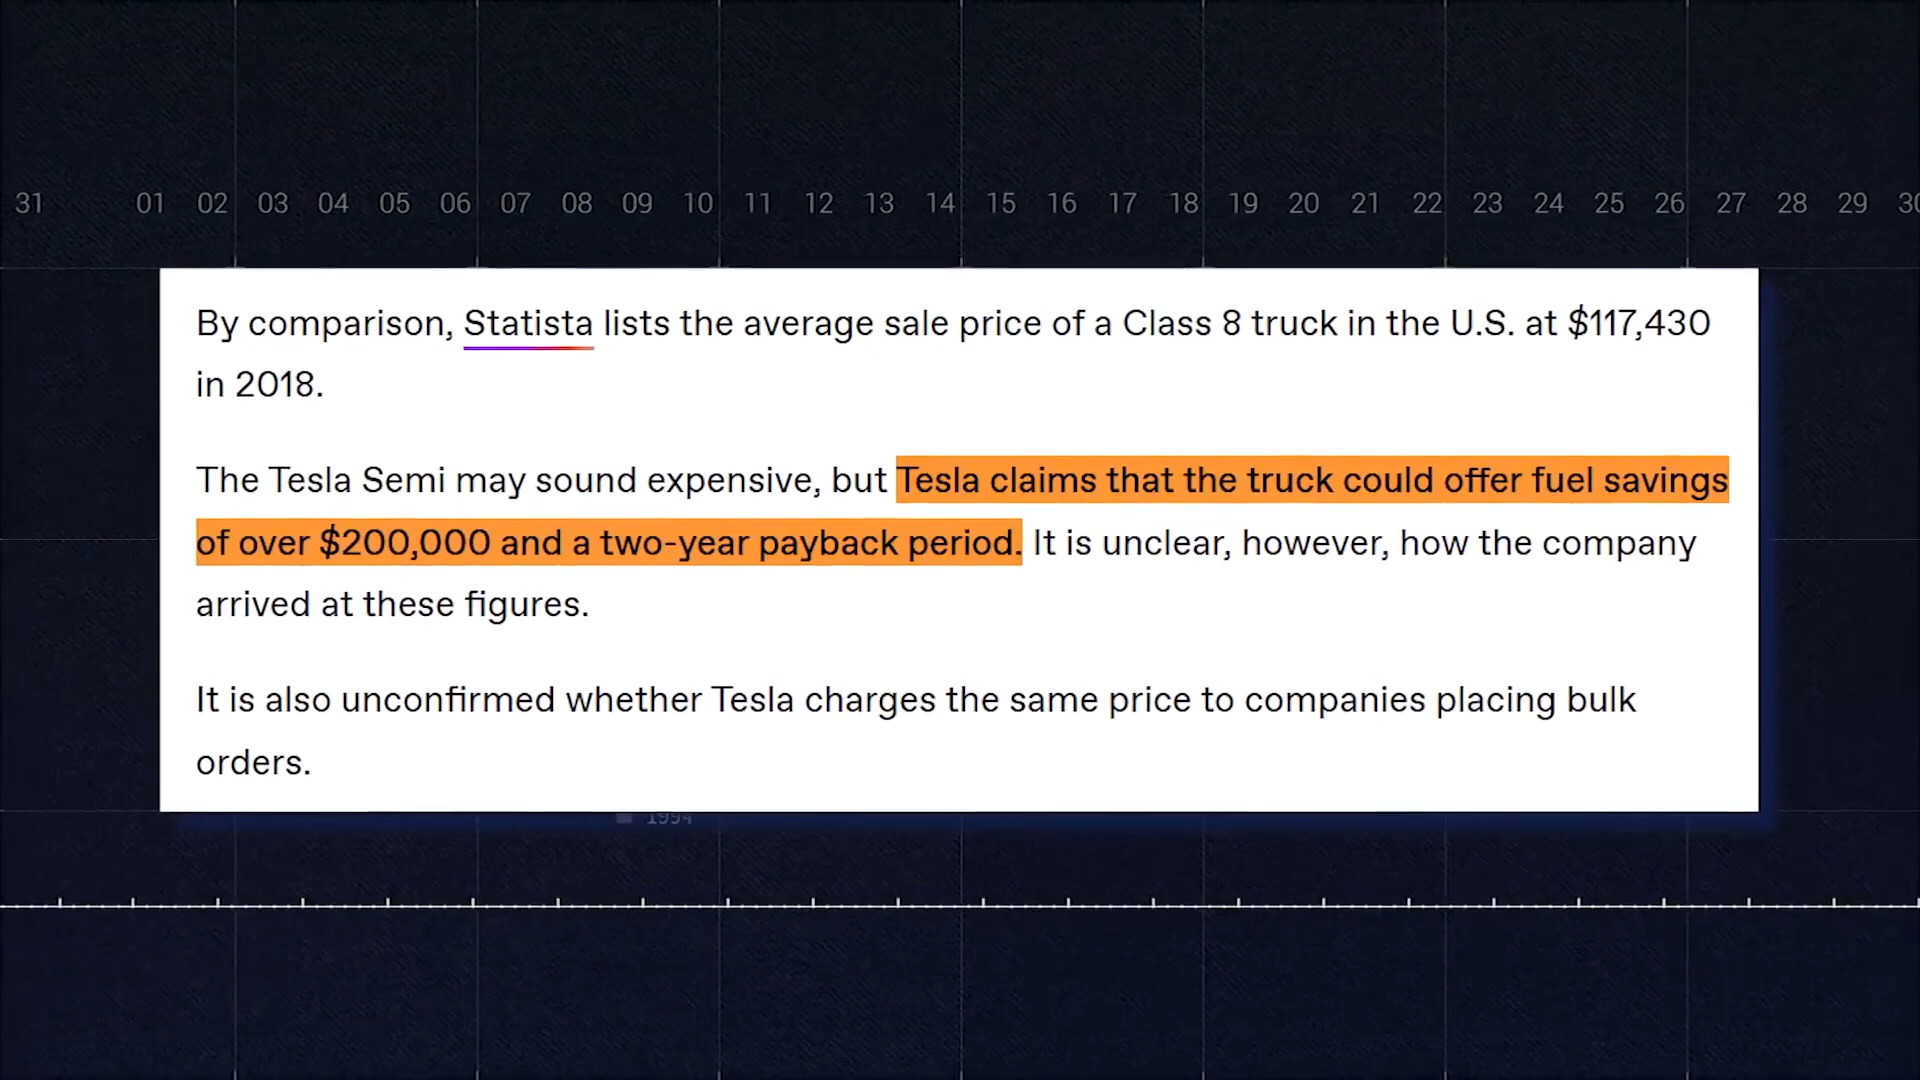 31 01 02 03 04 05 06 07 08 09 10 11 12 13 14 15 16 17 18 19 20 21 22 23 24 25 26 27 28 29 30
By comparison, Statista lists the average sale price of a Class 8 truck in the U.S. at $117,430
in 2018.
The Tesla Semi may sound expensive, but Tesla claims that the truck could offer fuel savings
of over $200,000 and a two-year payback period. It is unclear, however, how the company
arrived at these figures.
It is also unconfirmed whether Tesla charges the same price to companies placing bulk
orders.
1994